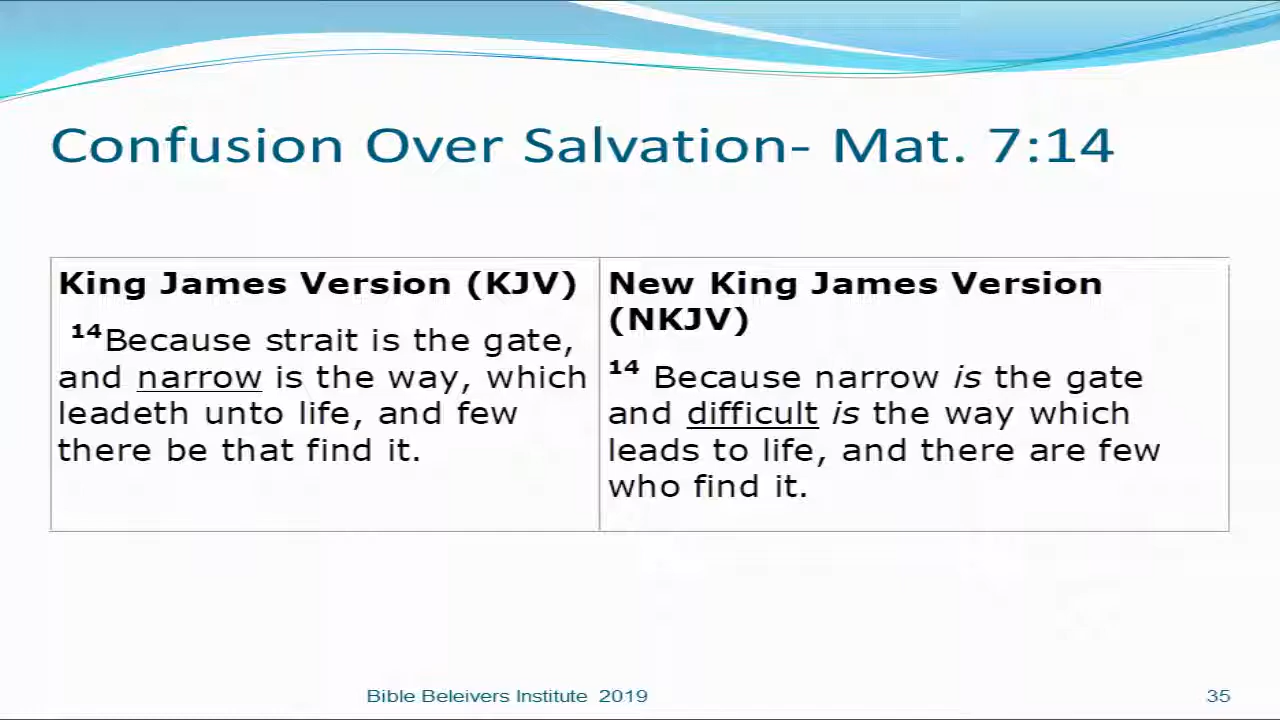 Confusion Over Salvation- Mat. 7:14
King James Version (KJV)
14Because strait is the gate,
and narrow is the way, which
leadeth unto life, and few
there be that find it.
New King James Version
(NKJV)
14 Because narrow is the gate
and difficult is the way which
leads to life, and there are few
who find it.
Bible Beleivers Institute 2019
35